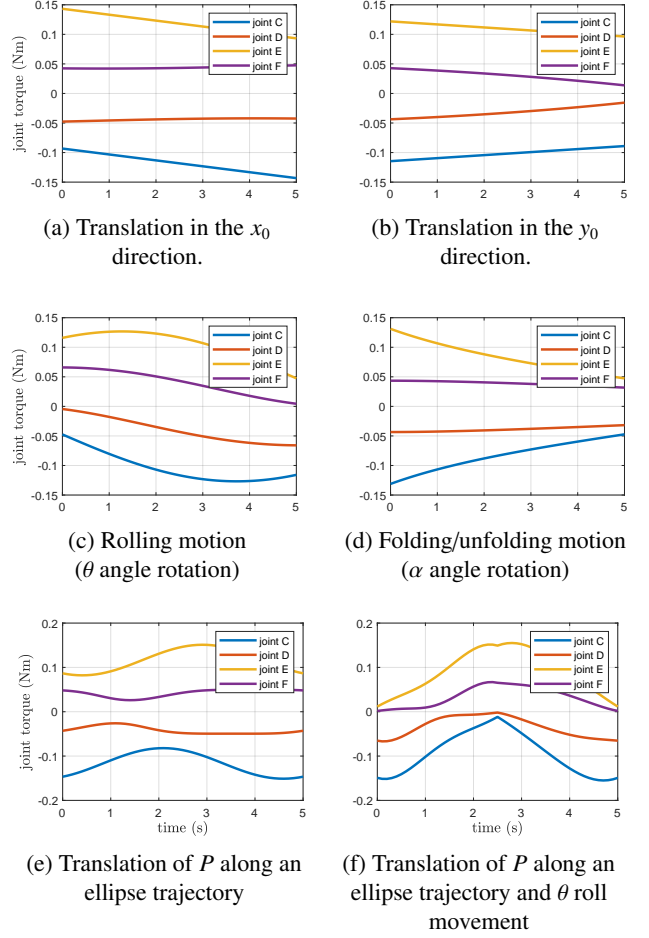 joint torque (Nm)
0.15
0.1
0.05
0
-0.05
-0.1
-0.15
0 1 2 3 4 5
joint C
joint D
joint E
joint F
(a) Translation in the x0
direction.
0.15
0.1
0.05
0
-0.05
-0.1
-0.15
0 1 2 3 4 5
joint C
joint D
joint E
joint F
(b) Translation in the y0
direction.
joint torque (Nm)
0.15
0.1
0.05
0
-0.05
-0.1
-0.15
0 1 2 3 4 5
joint C
joint D
joint E
joint F
(c) Rolling motion
(θ angle rotation)
0.15
0.1
0.05
0
-0.05
-0.1
-0.15
0 1 2 3 4 5
joint C
joint D
joint E
joint F
(d) Folding/unfolding motion
(α angle rotation)
joint torque (Nm)
0.2
0.1
0
-0.1
-0.2
0 1 2 3 4 5
time (s)
joint C
joint D
joint E
joint F
(e) Translation of P along an
ellipse trajectory
0.2
0.1
0
-0.1
-0.2
0 1 2 3 4 5
time (s)
joint C
joint D
joint E
joint F
(f) Translation of P along an
ellipse trajectory and θ roll
movement